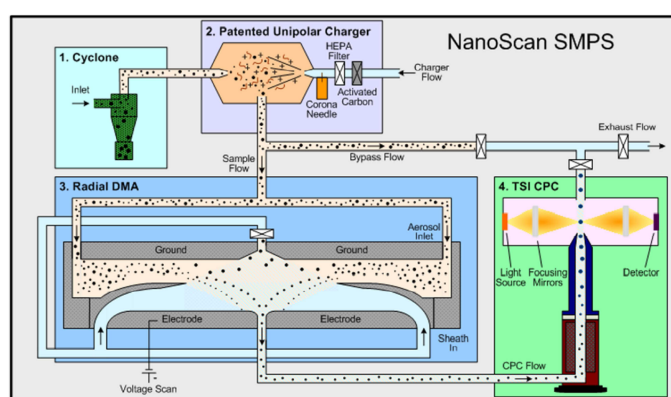 NanoScan SMPS
1. Cyclone
Inlet
2. Patented Unipolar Charger
HEPA
Filter
Corona
Needle
Activated
Carbon
Charger
Flow
Sample
Flow
Bypass Flow
Exhaust Flow
3. Radial DMA
Aerosol
Inlet
Ground
Ground
Electrode
Electrode
Sheath
In
Voltage Scan
4. TSI CPC
Light
Source
Focusing
Mirrors
Detector
CPC Flow